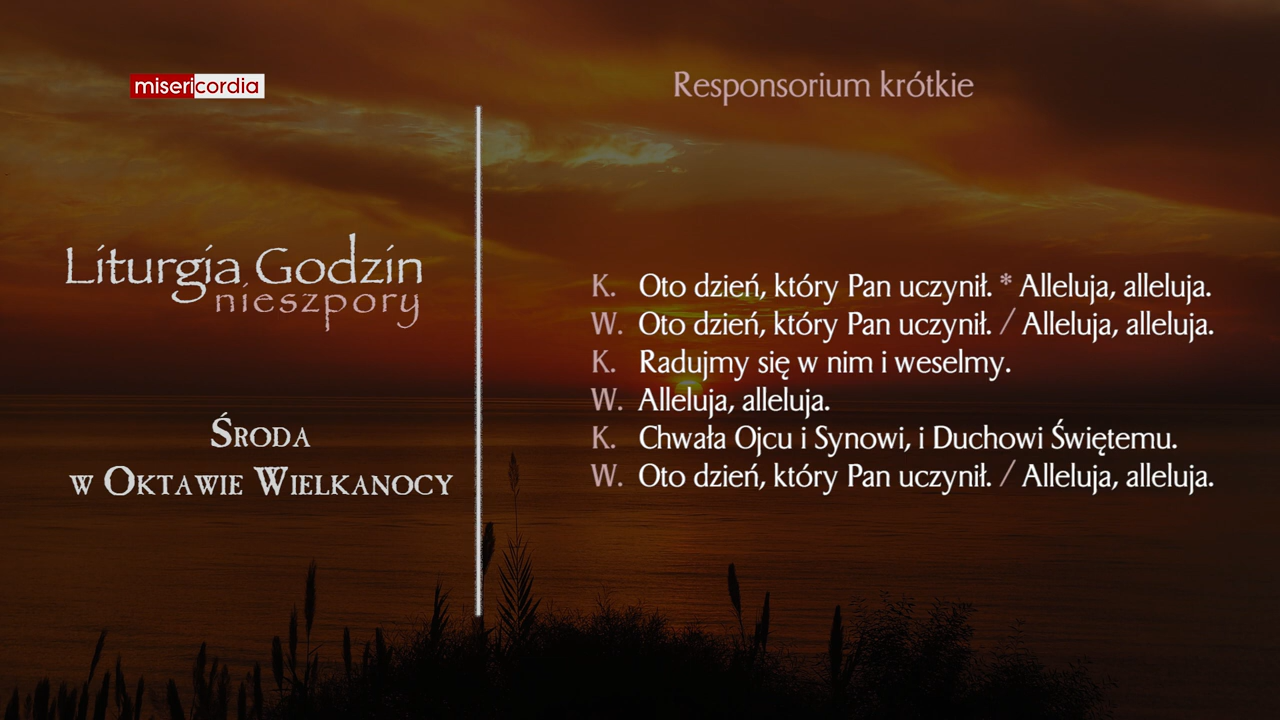 misericordia
Responsorium krótkie
Liturgia Godzin
nieszpory
Środa
w Oktawie Wielkanocy
K. Oto dzień, który Pan uczynił. * Alleluja, alleluja.
W. Oto dzień, który Pan uczynił. / Alleluja, alleluja.
K. Radujmy się w nim i weselmy.
W. Alleluja, alleluja.
K. Chwała Ojcu i Synowi, i Duchowi Świętemu.
W. Oto dzień, który Pan uczynił. / Alleluja, alleluja.